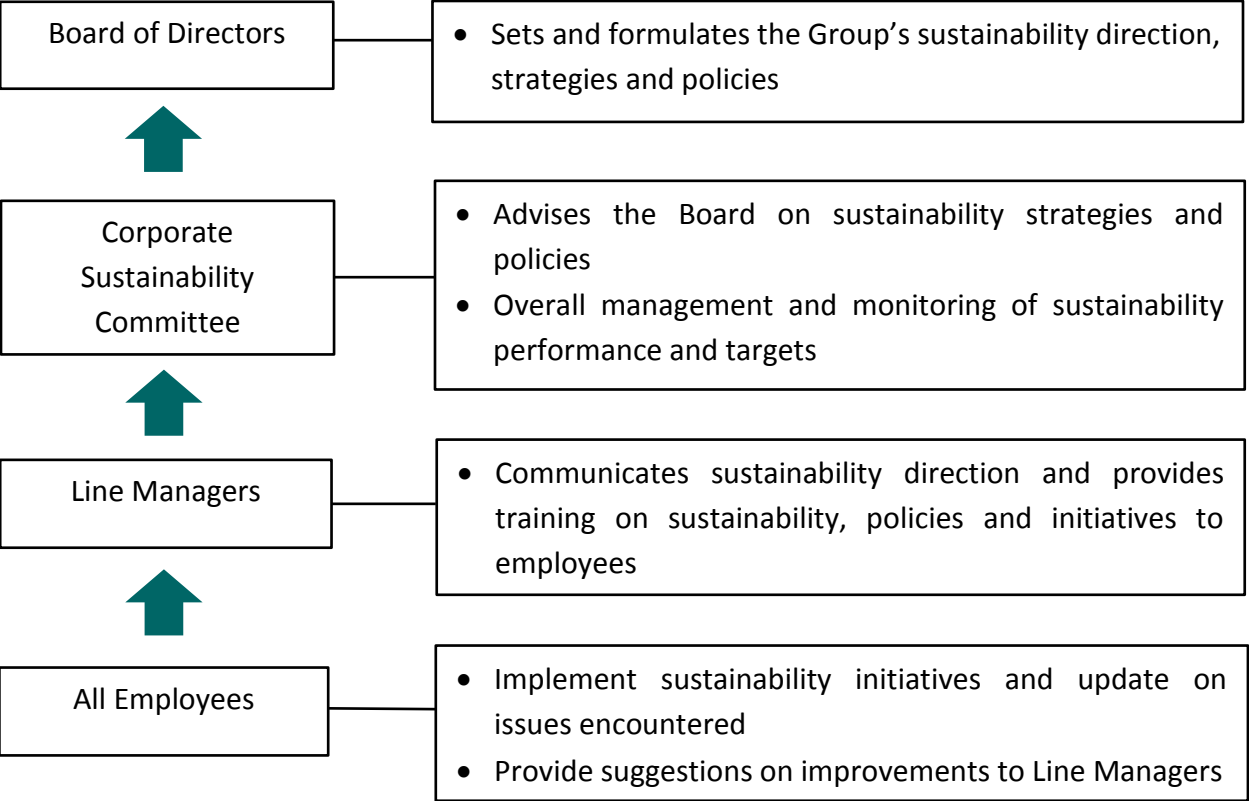 Board of Directors
• Sets and formulates the Group’s sustainability direction,
strategies and policies
Corporate
Sustainability
Committee
• Advises the Board on sustainability strategies and
policies
• Overall management and monitoring of sustainability
performance and targets
Line Managers
• Communicates sustainability direction and provides
training on sustainability, policies and initiatives to
employees
All Employees
• Implement sustainability initiatives and update on
issues encountered
• Provide suggestions on improvements to Line Managers